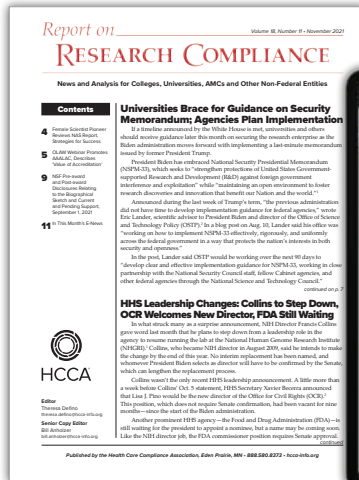 Report on
Volume 18, Number 11 • November 2021
RESEARCH COMPLIANCE
News and Analysis for Colleges, Universities, AMCs and Other Non-Federal Entities
Contents
4 Female Scientist Pioneer
Reviews NAS Report,
Strategies for Success
5 OLAW Webinar Promotes
AAALAC, Describes
'Value of Accreditation'
9 NSF Pre-award
and Post-award
Disclosures Relating
to the Biographical
Sketch and Current
and Pending Support,
September 1, 2021
11 In This Month's E-News
HCCA™
Editor
Theresa Defino
theresa.defino@hcca-info.org
Senior Copy Editor
Bill Anholzer
bill.anholzer@hcca-info.org
Universities Brace for Guidance on Security
Memorandum; Agencies Plan Implementation
If a timeline announced by the White House is met, universities and others
should receive guidance later this month on securing the research enterprise as the
Biden administration moves forward with implementing a last-minute memorandum
issued by former President Trump.
President Biden has embraced National Security Presidential Memorandum
(NSPM-33), which seeks to "strengthen protections of United States Government-
supported Research and Development (R&D) against foreign government
interference and exploitation" while "maintaining an open environment to foster
research discoveries and innovation that benefit our Nation and the world."¹
Announced during the last week of Trump's term, "the previous administration
did not have time to develop implementation guidance for federal agencies," wrote
Eric Lander, scientific advisor to President Biden and director of the Office of Science
and Technology Policy (OSTP).² In a blog post on Aug. 10, Lander said his office was
"working on how to implement NSPM-33 effectively, rigorously, and uniformly
across the federal government in a way that protects the nation's interests in both
security and openness."
In the post, Lander said OSTP would be working over the next 90 days to
"develop clear and effective implementation guidance for NSPM-33, working in close
partnership with the National Security Council staff, fellow Cabinet agencies, and
other federal agencies through the National Science and Technology Council."
continued on p. 7
HHS Leadership Changes: Collins to Step Down,
OCR Welcomes New Director, FDA Still Waiting
In what struck many as a surprise announcement, NIH Director Francis Collins
gave word last month that he plans to step down from a leadership role in the
agency to resume running the lab at the National Human Genome Research Institute
(NHGRI).¹ Collins, who became NIH director in August 2009, said he intends to make
the change by the end of this year. No interim replacement has been named, and
whomever President Biden selects as director will have to be confirmed by the Senate,
which can lengthen the replacement process.
Collins wasn't the only recent HHS leadership announcement. A little more than
a week before Collins' Oct. 5 statement, HHS Secretary Xavier Becerra announced
that Lisa J. Pino would be the new director of the Office for Civil Rights (OCR).²
This position, which does not require Senate confirmation, had been vacant for nine
months—since the start of the Biden administration.
Another prominent HHS agency—the Food and Drug Administration (FDA)—is
still waiting for the president to appoint a nominee, but a name may be coming soon.
Like the NIH director job, the FDA commissioner position requires Senate approval.
continued
Published by the Health Care Compliance Association, Eden Prairie, MN • 888.580.8373 • hcca-info.org